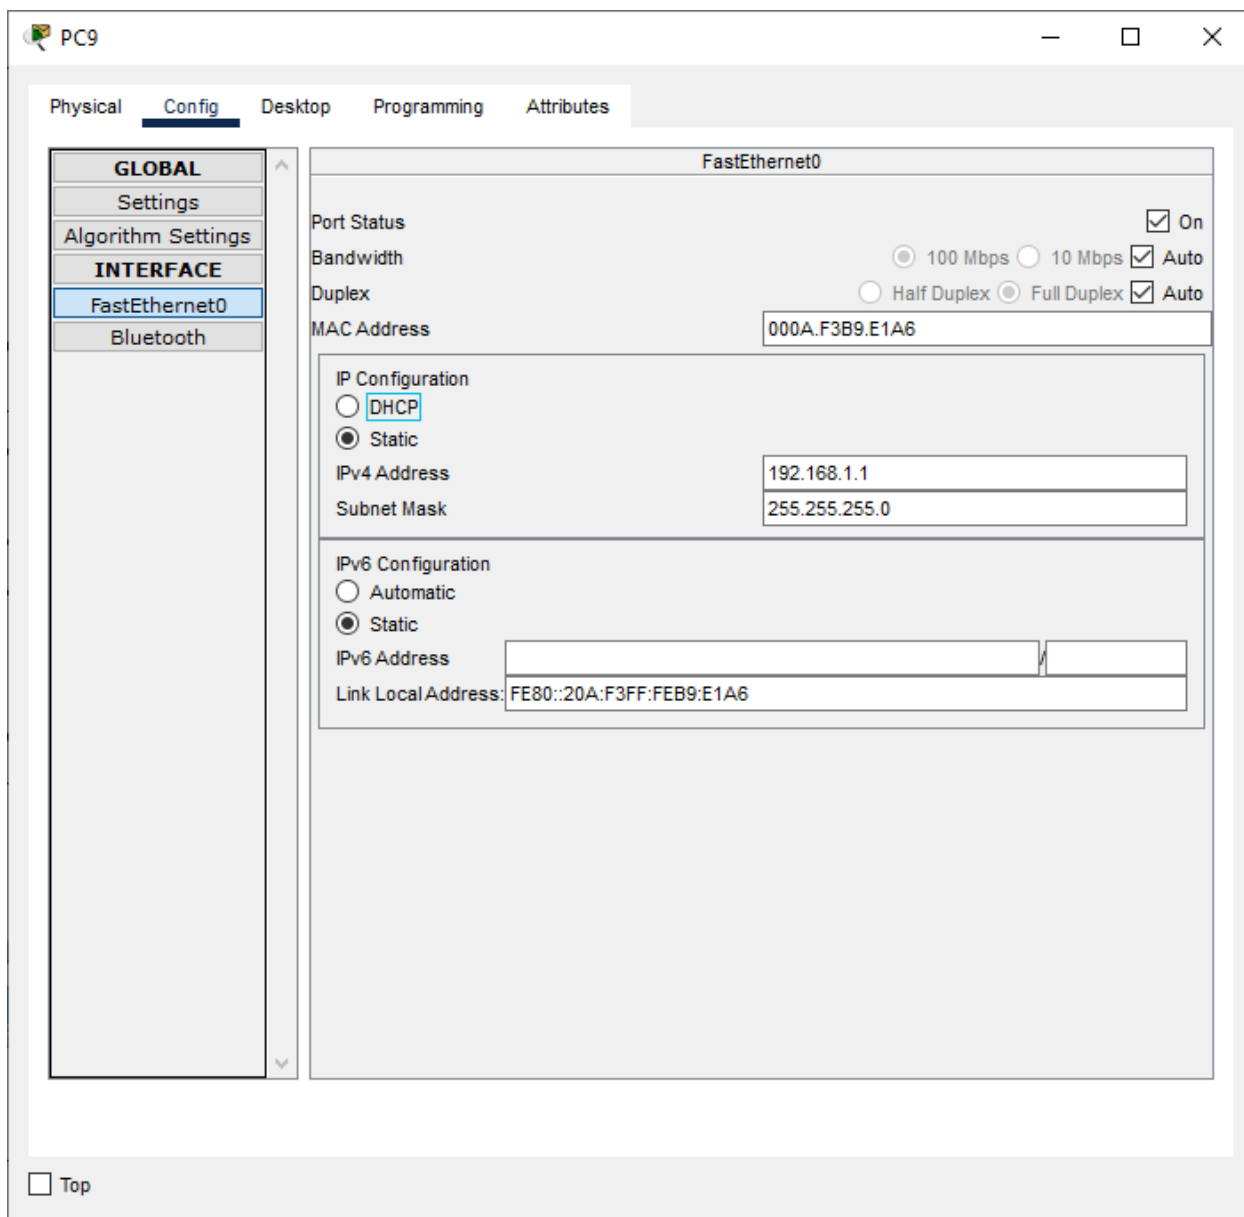 PC9
Physical Config Desktop Programming Attributes
GLOBAL
Settings
Algorithm Settings
INTERFACE
FastEthernet0
Bluetooth
FastEthernet0
Port Status On
Bandwidth 100 Mbps 10 Mbps Auto
Duplex Half Duplex Full Duplex Auto
MAC Address 000A.F3B9.E1A6
IP Configuration
DHCP
Static
IPv4 Address 192.168.1.1
Subnet Mask 255.255.255.0
IPv6 Configuration
Automatic
Static
IPv6 Address /
Link Local Address: FE80::20A:F3FF:FEB9:E1A6
Top